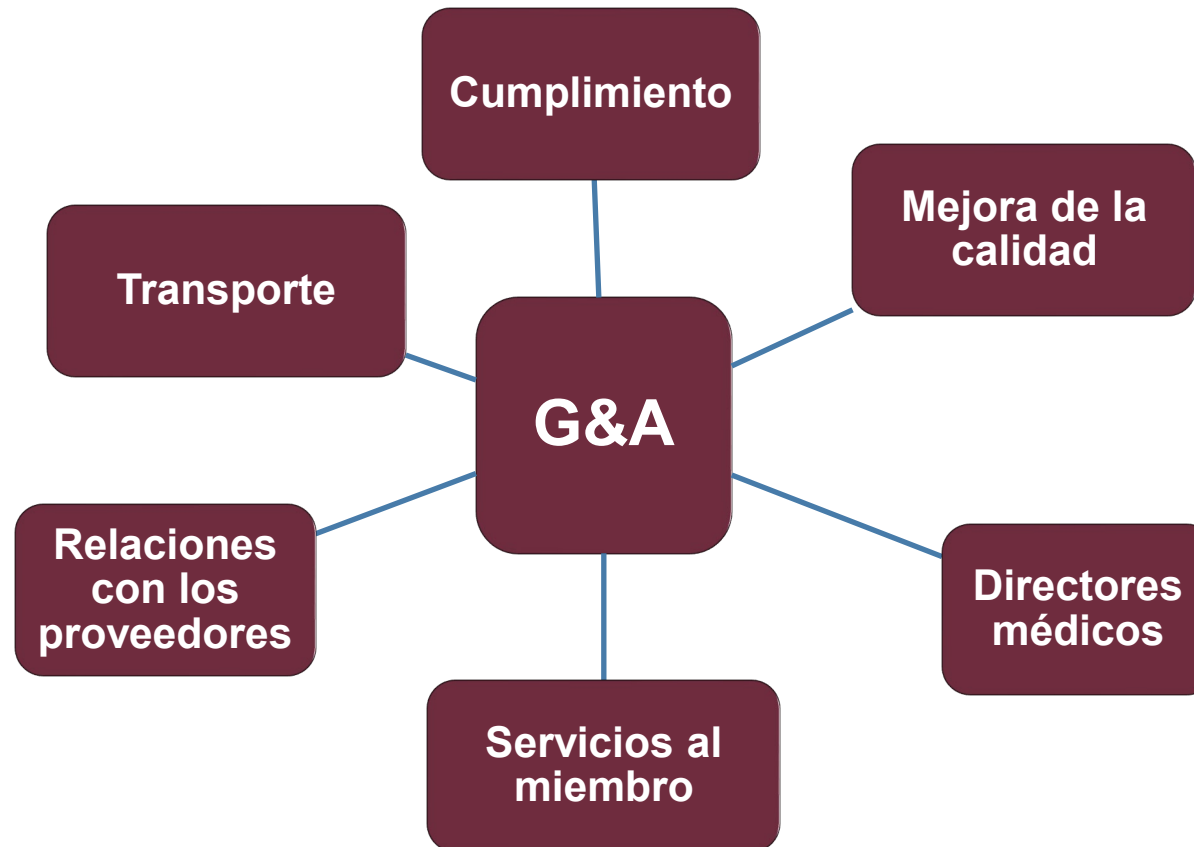 Cumplimiento
Mejora de la
calidad
Transporte
G&A
Relaciones
con los
proveedores
Directores
médicos
Servicios al
miembro